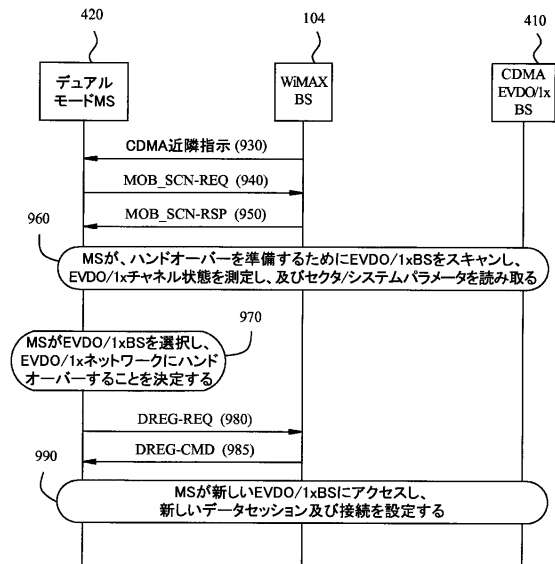 420
104
410
デュアル
モードMS
WiMAX
BS
CDMA
EVDO/1x
BS
CDMA近隣指示 (930)
MOB_SCN-REQ (940)
MOB_SCN-RSP (950)
960
MSが、ハンドオーバーを準備するためにEVDO/1xBSをスキャンし、
EVDO/1xチャネル状態を測定し、及びセクタ/システムパラメータを読み取る
970
MSがEVDO/1xBSを選択し、
EVDO/1xネットワークにハンド
オーバーすることを決定する
DREG-REQ (980)
DREG-CMD (985)
990
MSが新しいEVDO/1xBSにアクセスし、
新しいデータセッション及び接続を設定する